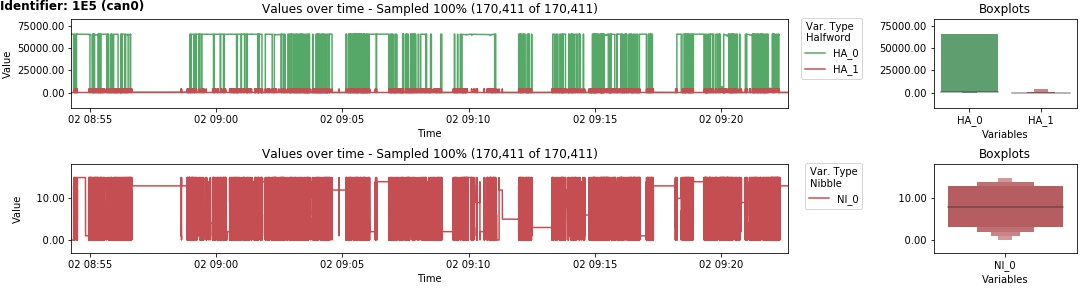 Identifier: 1E5 (can0)
Values over time - Sampled 100% (170,411 of 170,411)
Boxplots
75000.00
50000.00
25000.00
0.00
Value
02 08:55
02 09:00
02 09:05
02 09:10
02 09:15
02 09:20
Time
Var. Type
Halfword
HA_0
HA_1
75000.00
50000.00
25000.00
0.00
HA_0
HA_1
Variables
Values over time - Sampled 100% (170,411 of 170,411)
Boxplots
10.00
0.00
Value
02 08:55
02 09:00
02 09:05
02 09:10
02 09:15
02 09:20
Time
Var. Type
Nibble
NI_0
10.00
0.00
NI_0
Variables